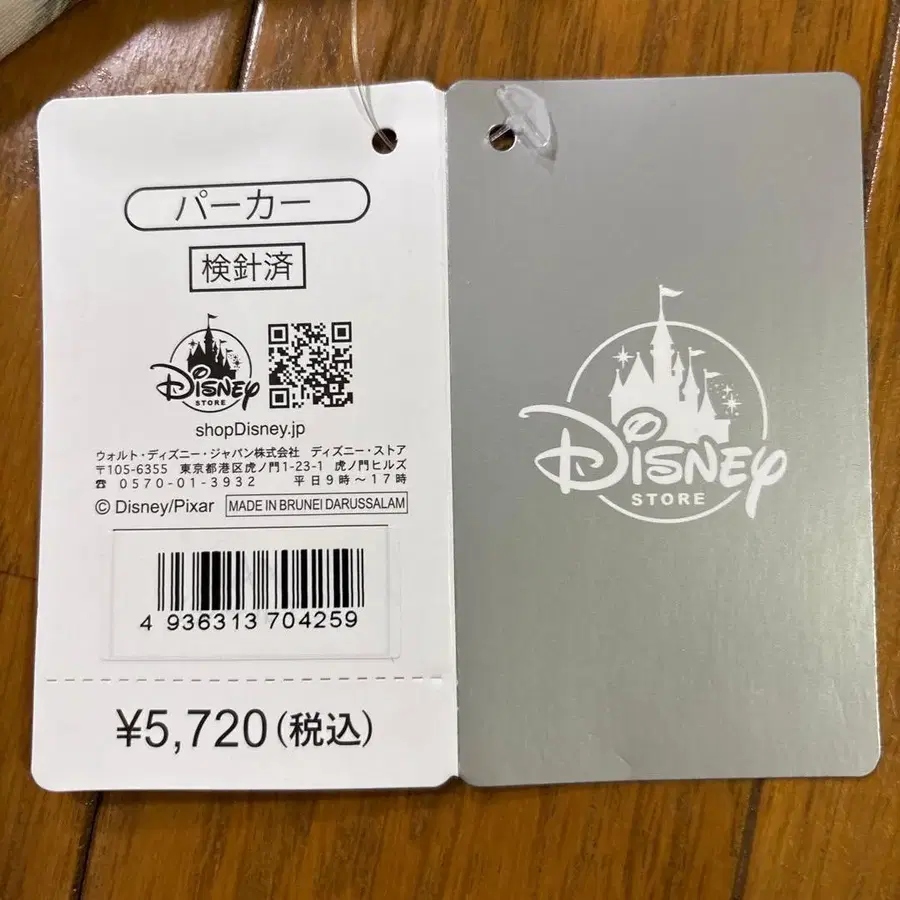 パーカー
検針済
Disney
STORE
shopDisney.jp
ウォルト・ディズニー・ジャパン株式会社 ディズニー・ストア
〒105-6355 東京都港区虎ノ門1-23-1 虎ノ門ヒルズ
☎ 0570-01-3932 平日9時~17時
© Disney/Pixar MADE IN BRUNEI DARUSSALAM
4 936313 704259
¥5,720(税込)
Disney
STORE